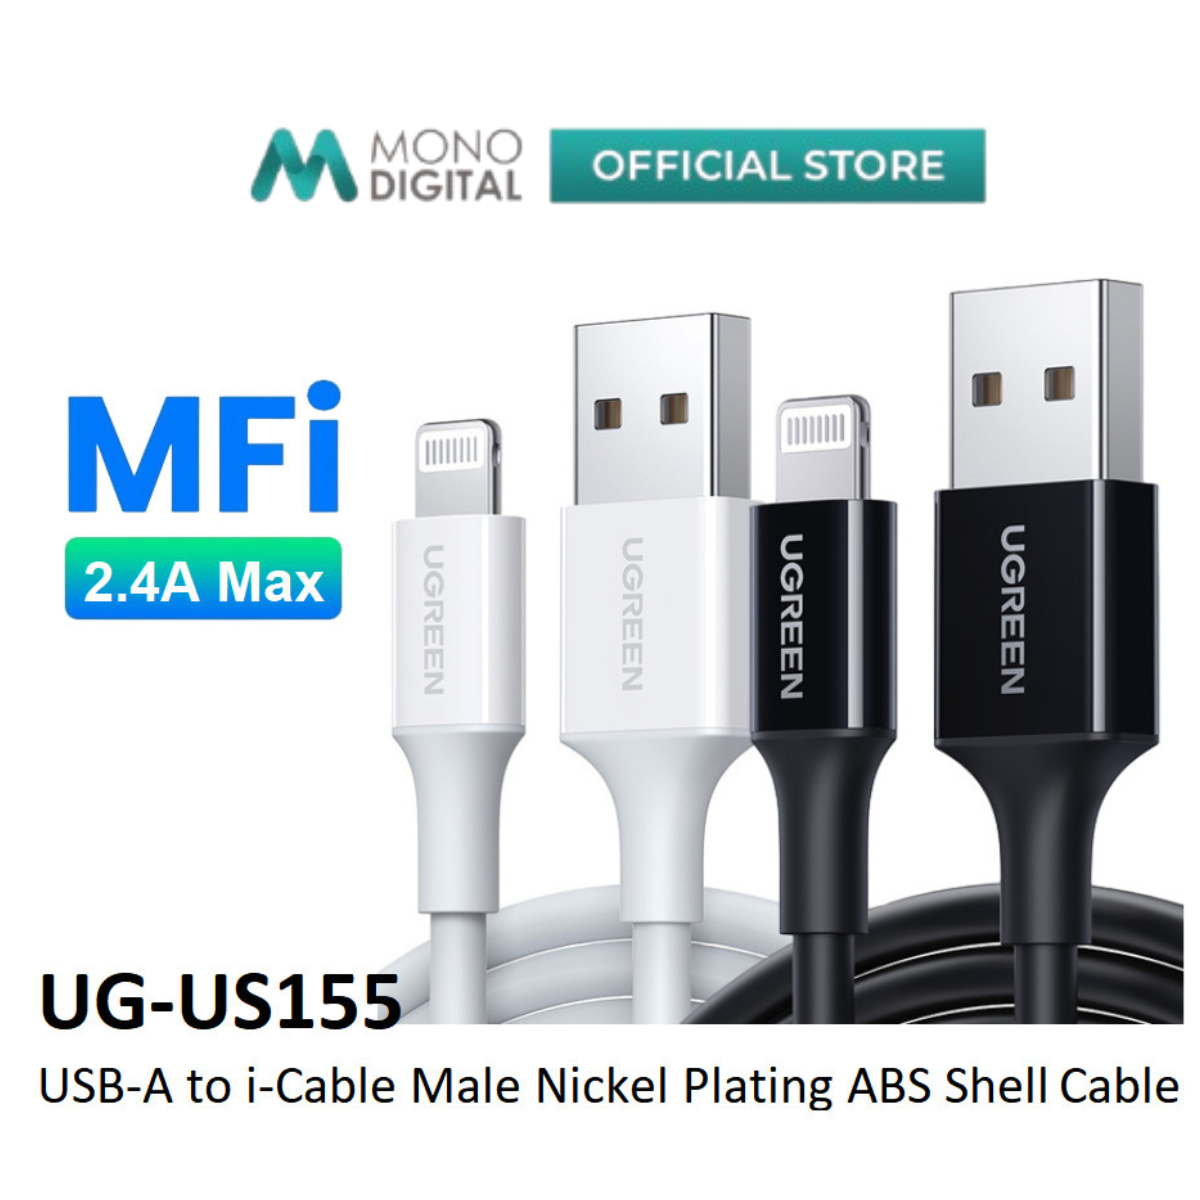 MONO
DIGITAL
OFFICIAL STORE
MFi
2.4A Max
UGREEN
UGREEN
UGREEN
UGREEN
UG-US155
USB-A to i-Cable Male Nickel Plating ABS Shell Cable